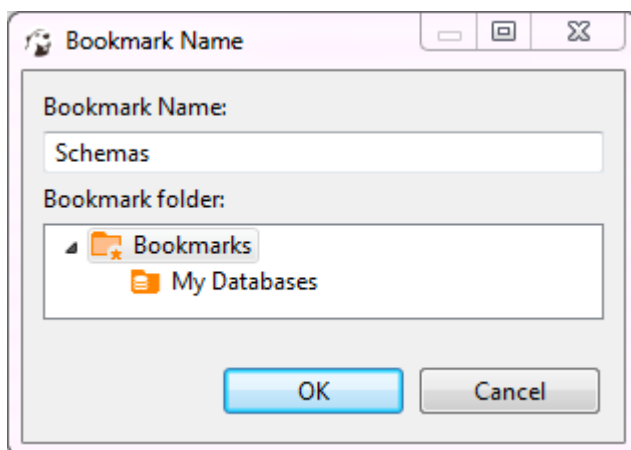 Bookmark Name
Bookmark Name:
Schemas
Bookmark folder:
Bookmarks
My Databases
OK Cancel